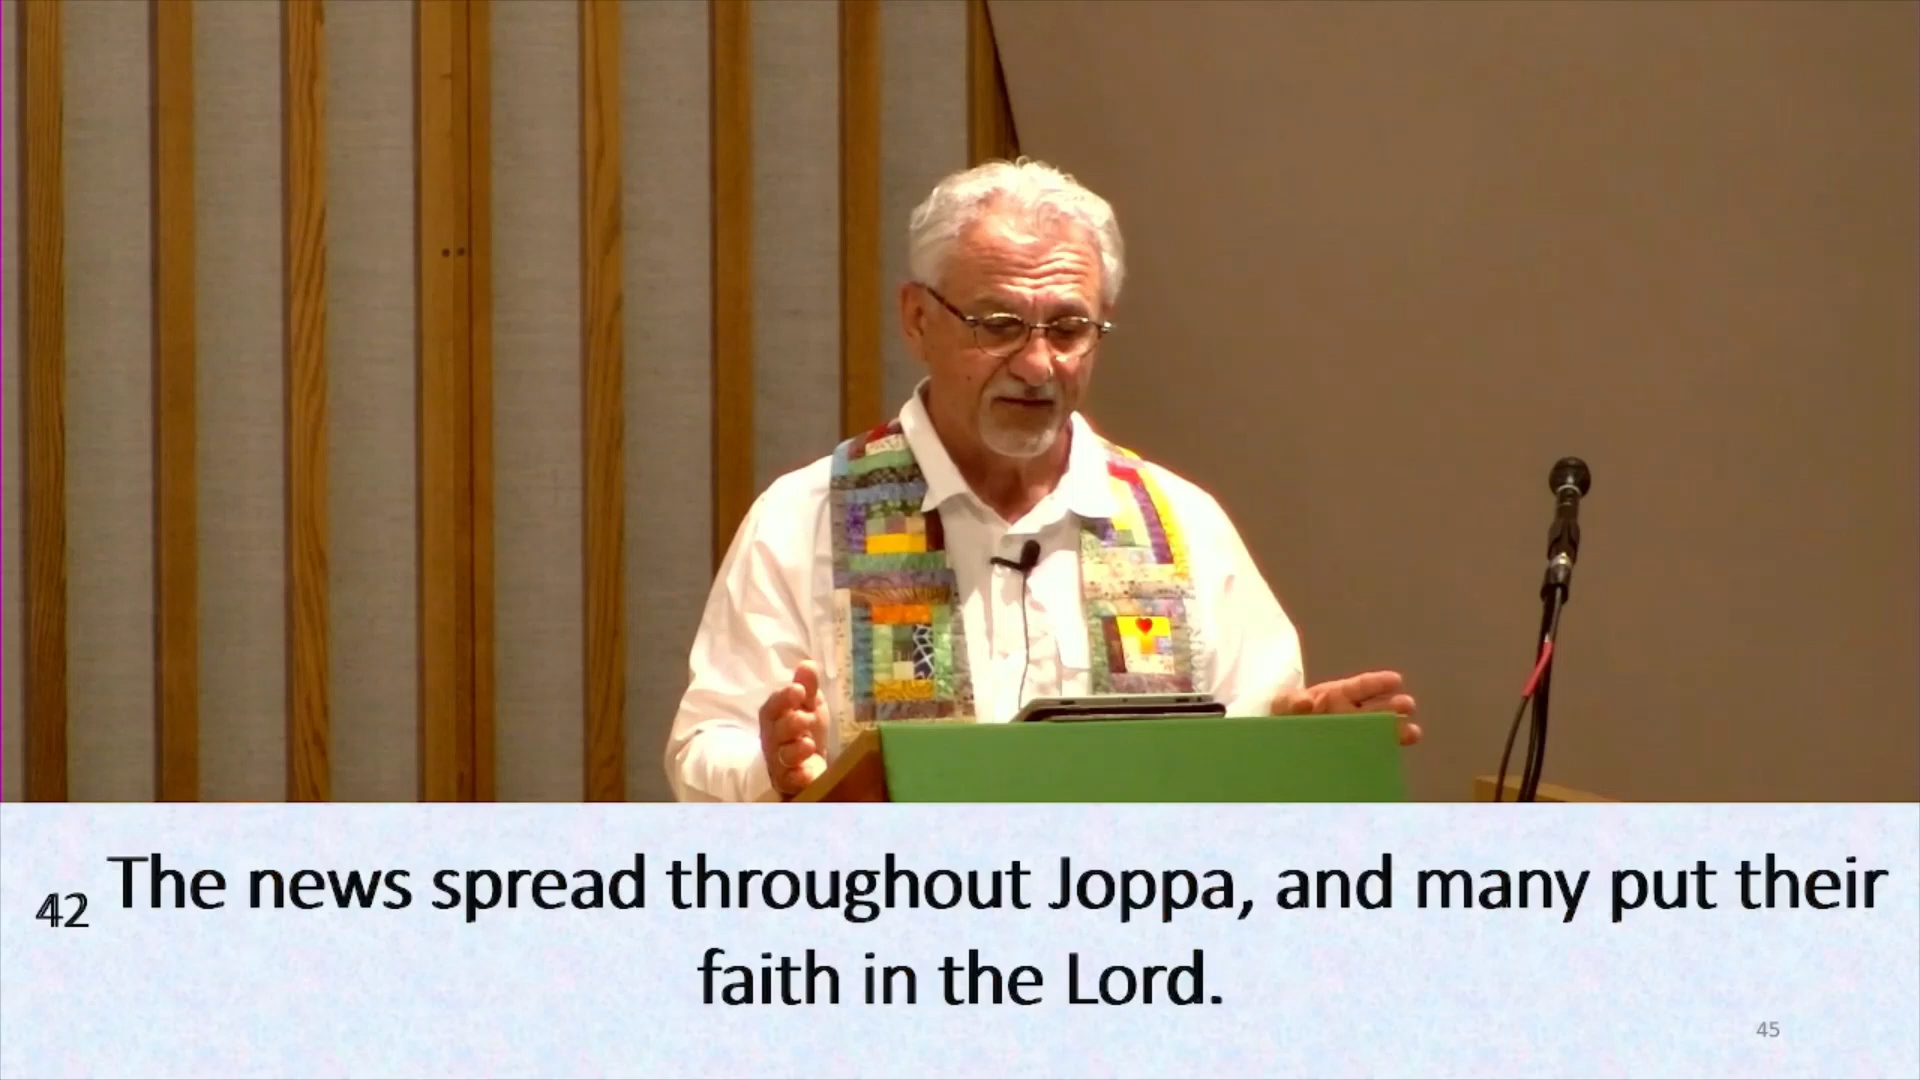 42 The news spread throughout Joppa, and many put their
faith in the Lord.
45